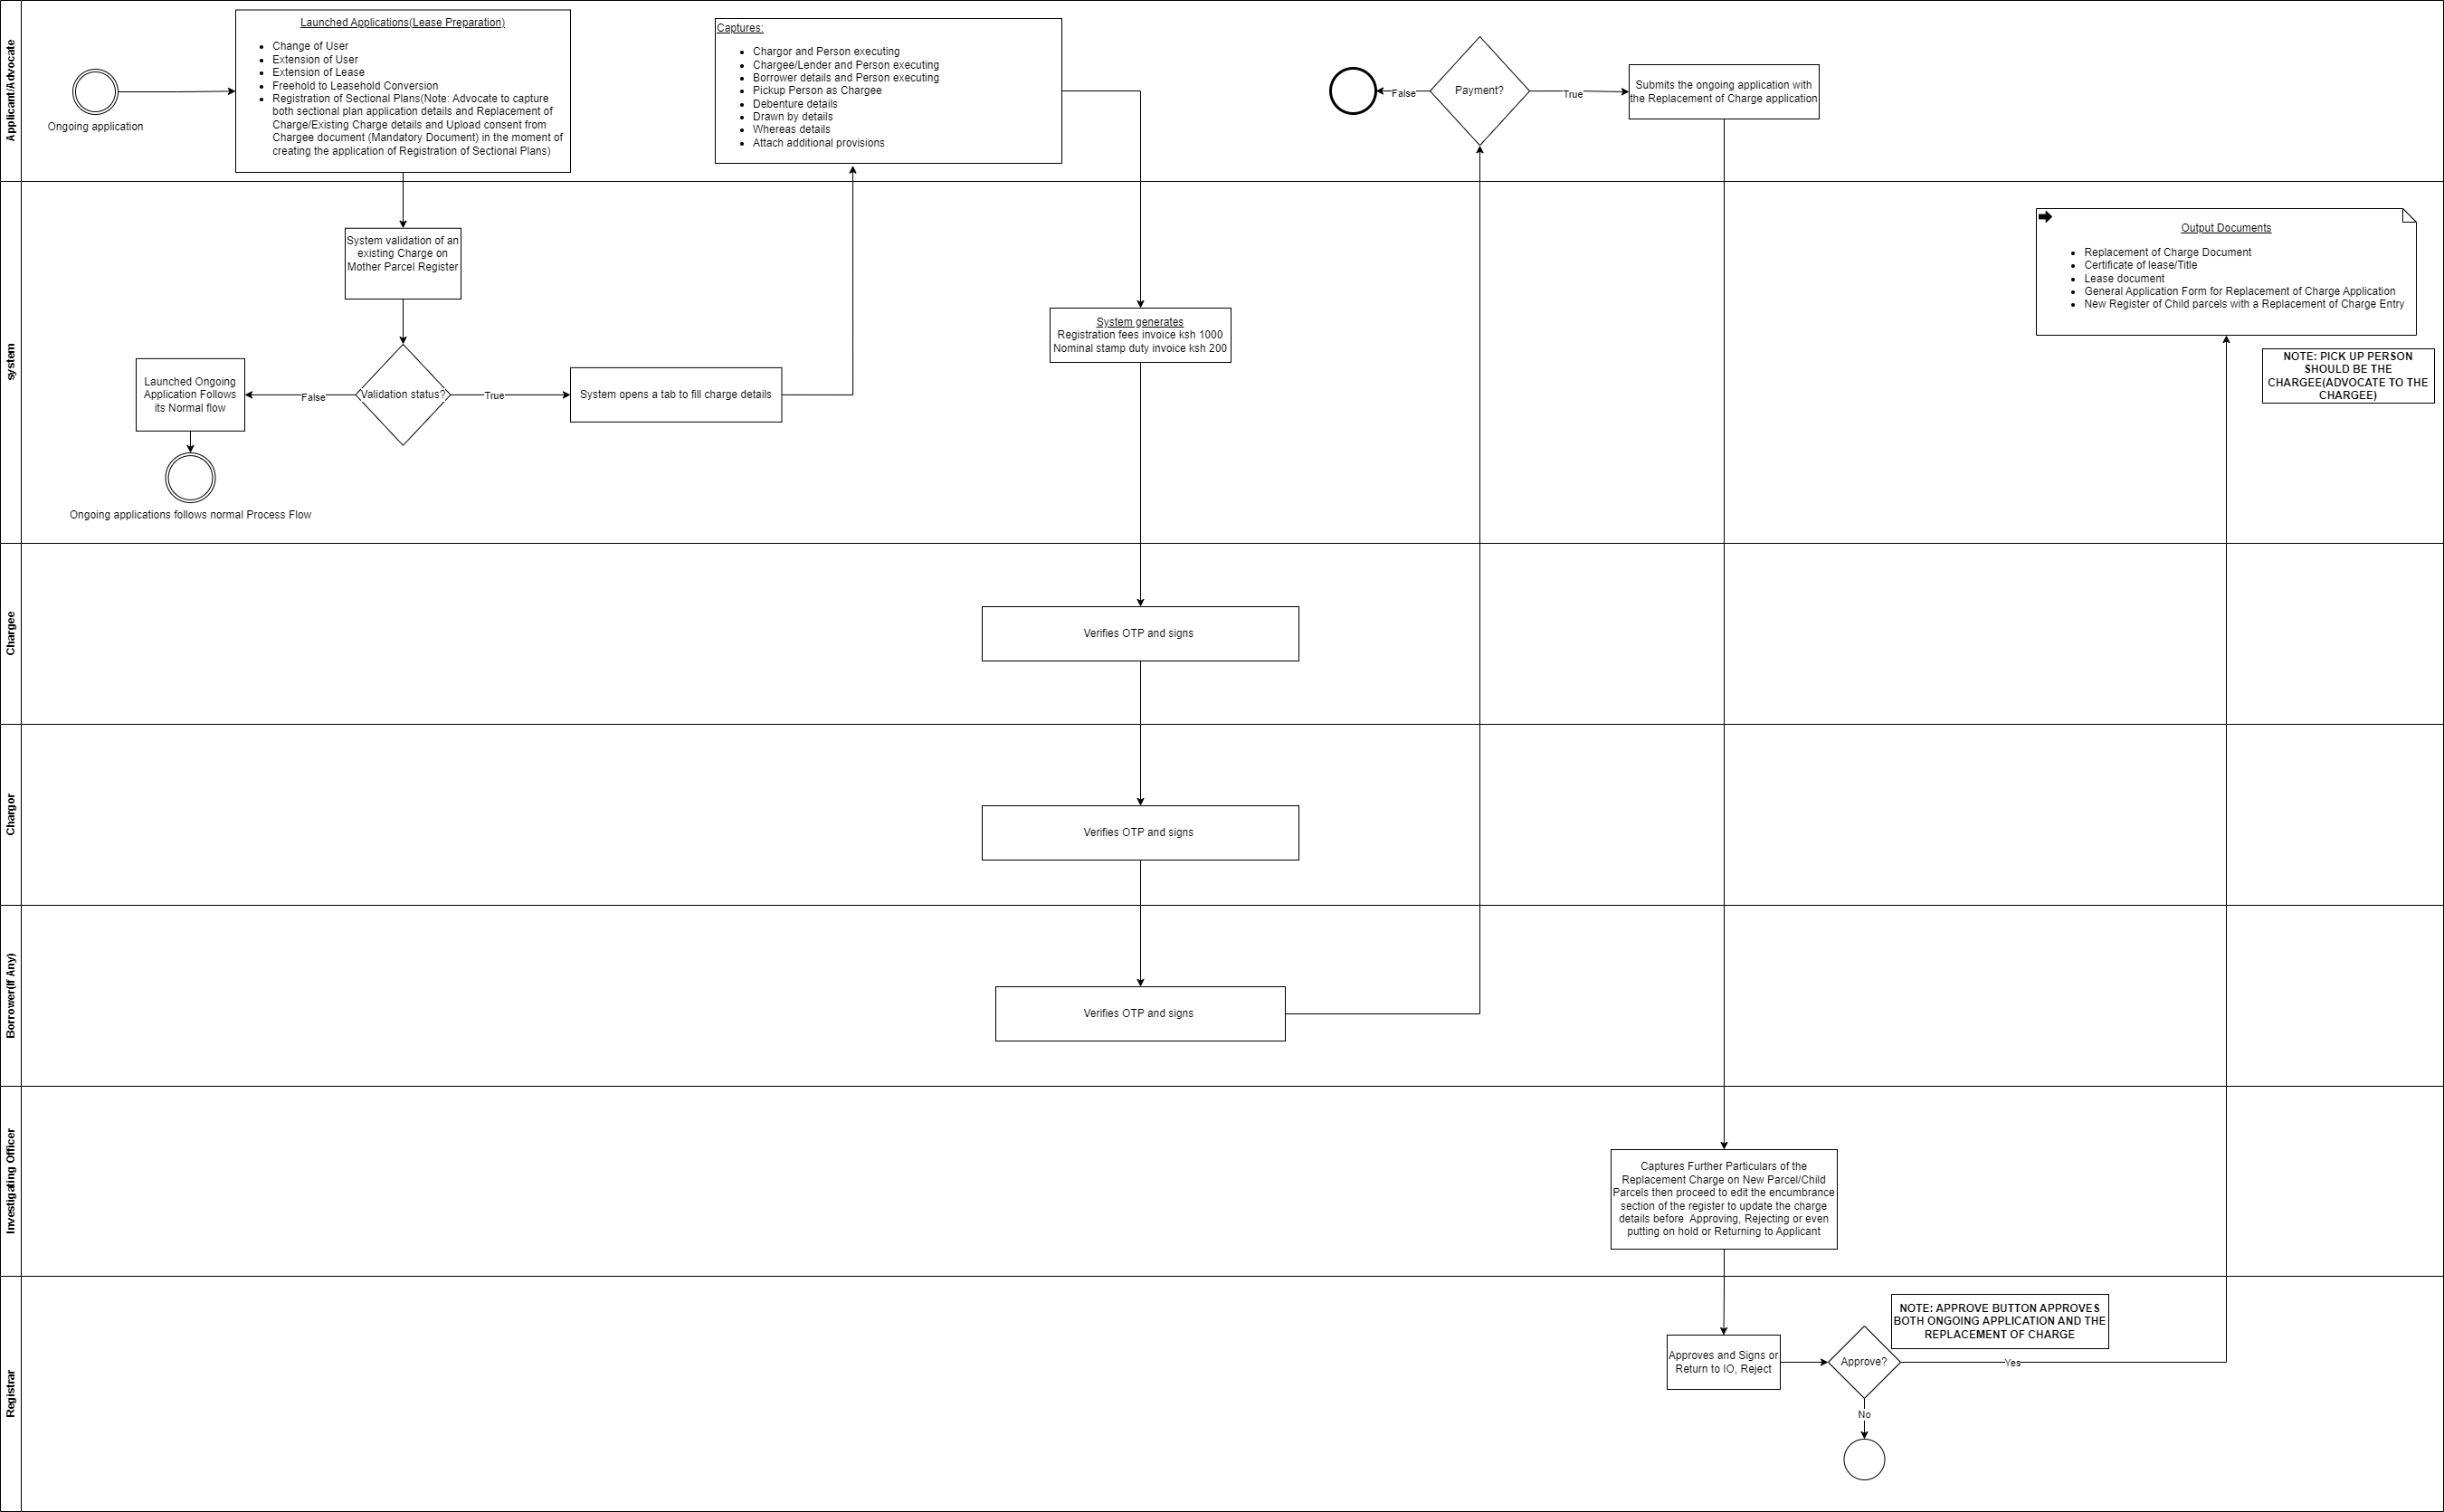 Applicant/Advocate
Ongoing application
Launched Applications(Lease Preparation)
Change of User
Extension of User
Extension of Lease
Freehold to Leasehold Conversion
Registration of Sectional Plans(Note: Advocate to capture
both sectional plan application details and Replacement of
Charge/Existing Charge details and Upload consent from
Chargee document (Mandatory Document) in the moment of
creating the application of Registration of Sectional Plans)
Captures:
Chargor and Person executing
Chargee/Lender and Person executing
Borrower details and Person executing
Pickup Person as Chargee
Debenture details
Drawn by details
Whereas details
Attach additional provisions
False
Payment?
True
Submits the ongoing application with
the Replacement of Charge application
system
System validation of an
existing Charge on
Mother Parcel Register
Launched Ongoing
Application Follows
its Normal flow
False
Validation status?
True
System opens a tab to fill charge details
Ongoing applications follows normal Process Flow
System generates
Registration fees invoice ksh 1000
Nominal stamp duty invoice ksh 200
Output Documents
Replacement of Charge Document
Certificate of lease/Title
Lease document
General Application Form for Replacement of Charge Application
New Register of Child parcels with a Replacement of Charge Entry
NOTE: PICK UP PERSON
SHOULD BE THE
CHARGEE(ADVOCATE TO THE
CHARGEE)
Chargee
Verifies OTP and signs
Chargor
Verifies OTP and signs
Borrower(If Any)
Verifies OTP and signs
Investigating Officer
Captures Further Particulars of the
Replacement Charge on New Parcel/Child
Parcels then proceed to edit the encumbrance
section of the register to update the charge
details before Approving, Rejecting or even
putting on hold or Returning to Applicant
Registrar
Approves and Signs or
Return to IO, Reject
Approve?
NOTE: APPROVE BUTTON APPROVES
BOTH ONGOING APPLICATION AND THE
REPLACEMENT OF CHARGE
Yes
No